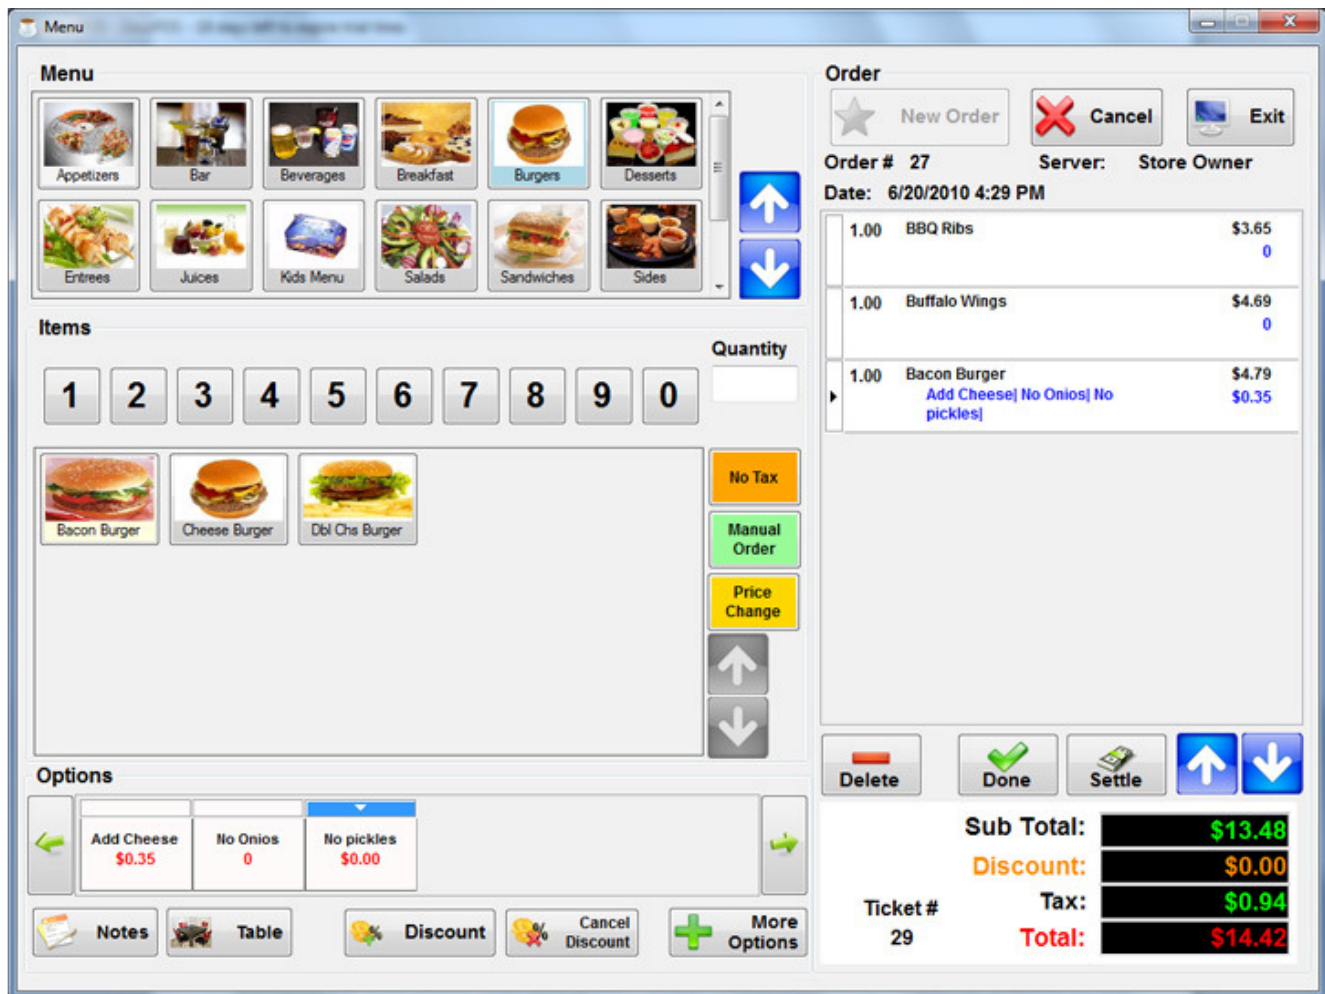 Menu
Menu
Appetizers
Bar
Beverages
Breakfast
Burgers
Desserts
Entrees
Juices
Kids Menu
Salads
Sandwiches
Sides
Items
Quantity
1 2 3 4 5 6 7 8 9 0
Bacon Burger
Cheese Burger
Dbl Chs Burger
No Tax
Manual
Order
Price
Change
Options
Add Cheese
$0.35
No Onios
0
No pickles
$0.00
Notes
Table
Discount
Cancel
Discount
More
Options
Order
New Order
Cancel
Exit
Order # 27 Server: Store Owner
Date: 6/20/2010 4:29 PM
1.00 BBQ Ribs $3.65
0
1.00 Buffalo Wings $4.69
0
1.00 Bacon Burger $4.79
Add Cheese| No Onios| No $0.35
pickles|
Delete
Done
Settle
Sub Total: $13.48
Discount: $0.00
Tax: $0.94
Ticket #
29
Total: $14.42